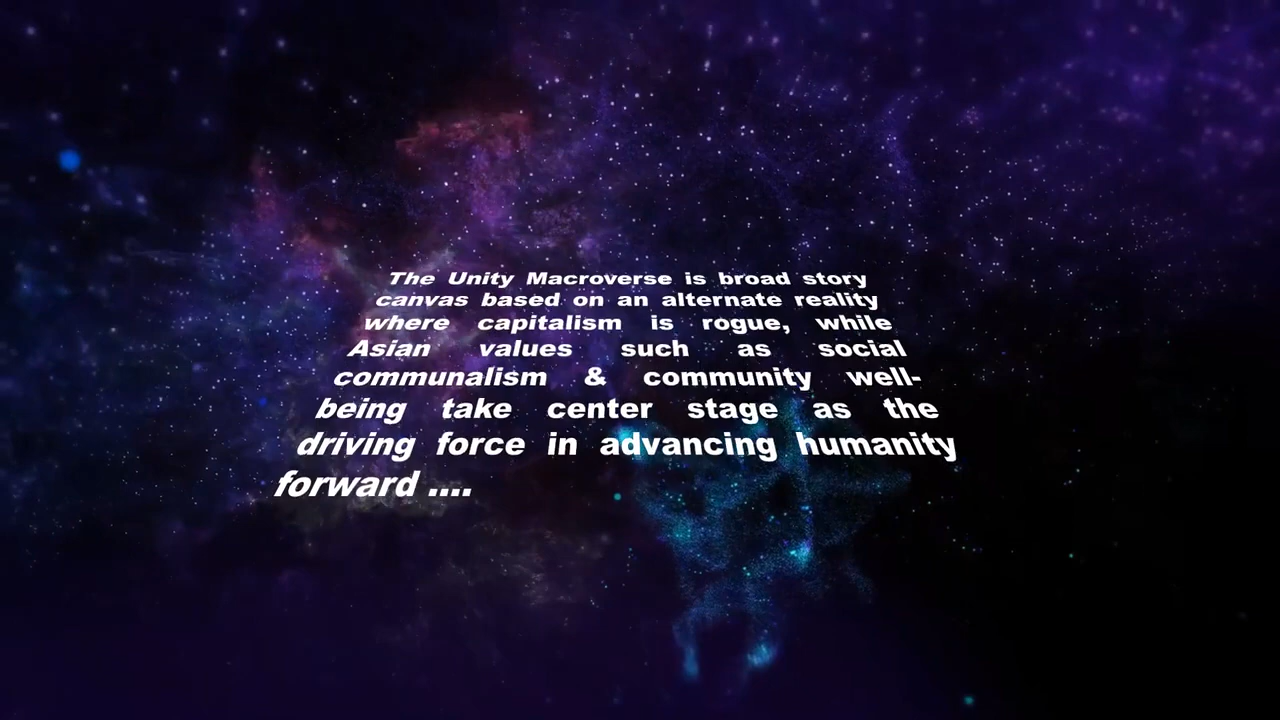 The Unity Macroverse is broad story
canvas based on an alternate reality
where capitalism is rogue, while
Asian values such as social
communalism & community well-
being take center stage as the
driving force in advancing humanity
forward ....